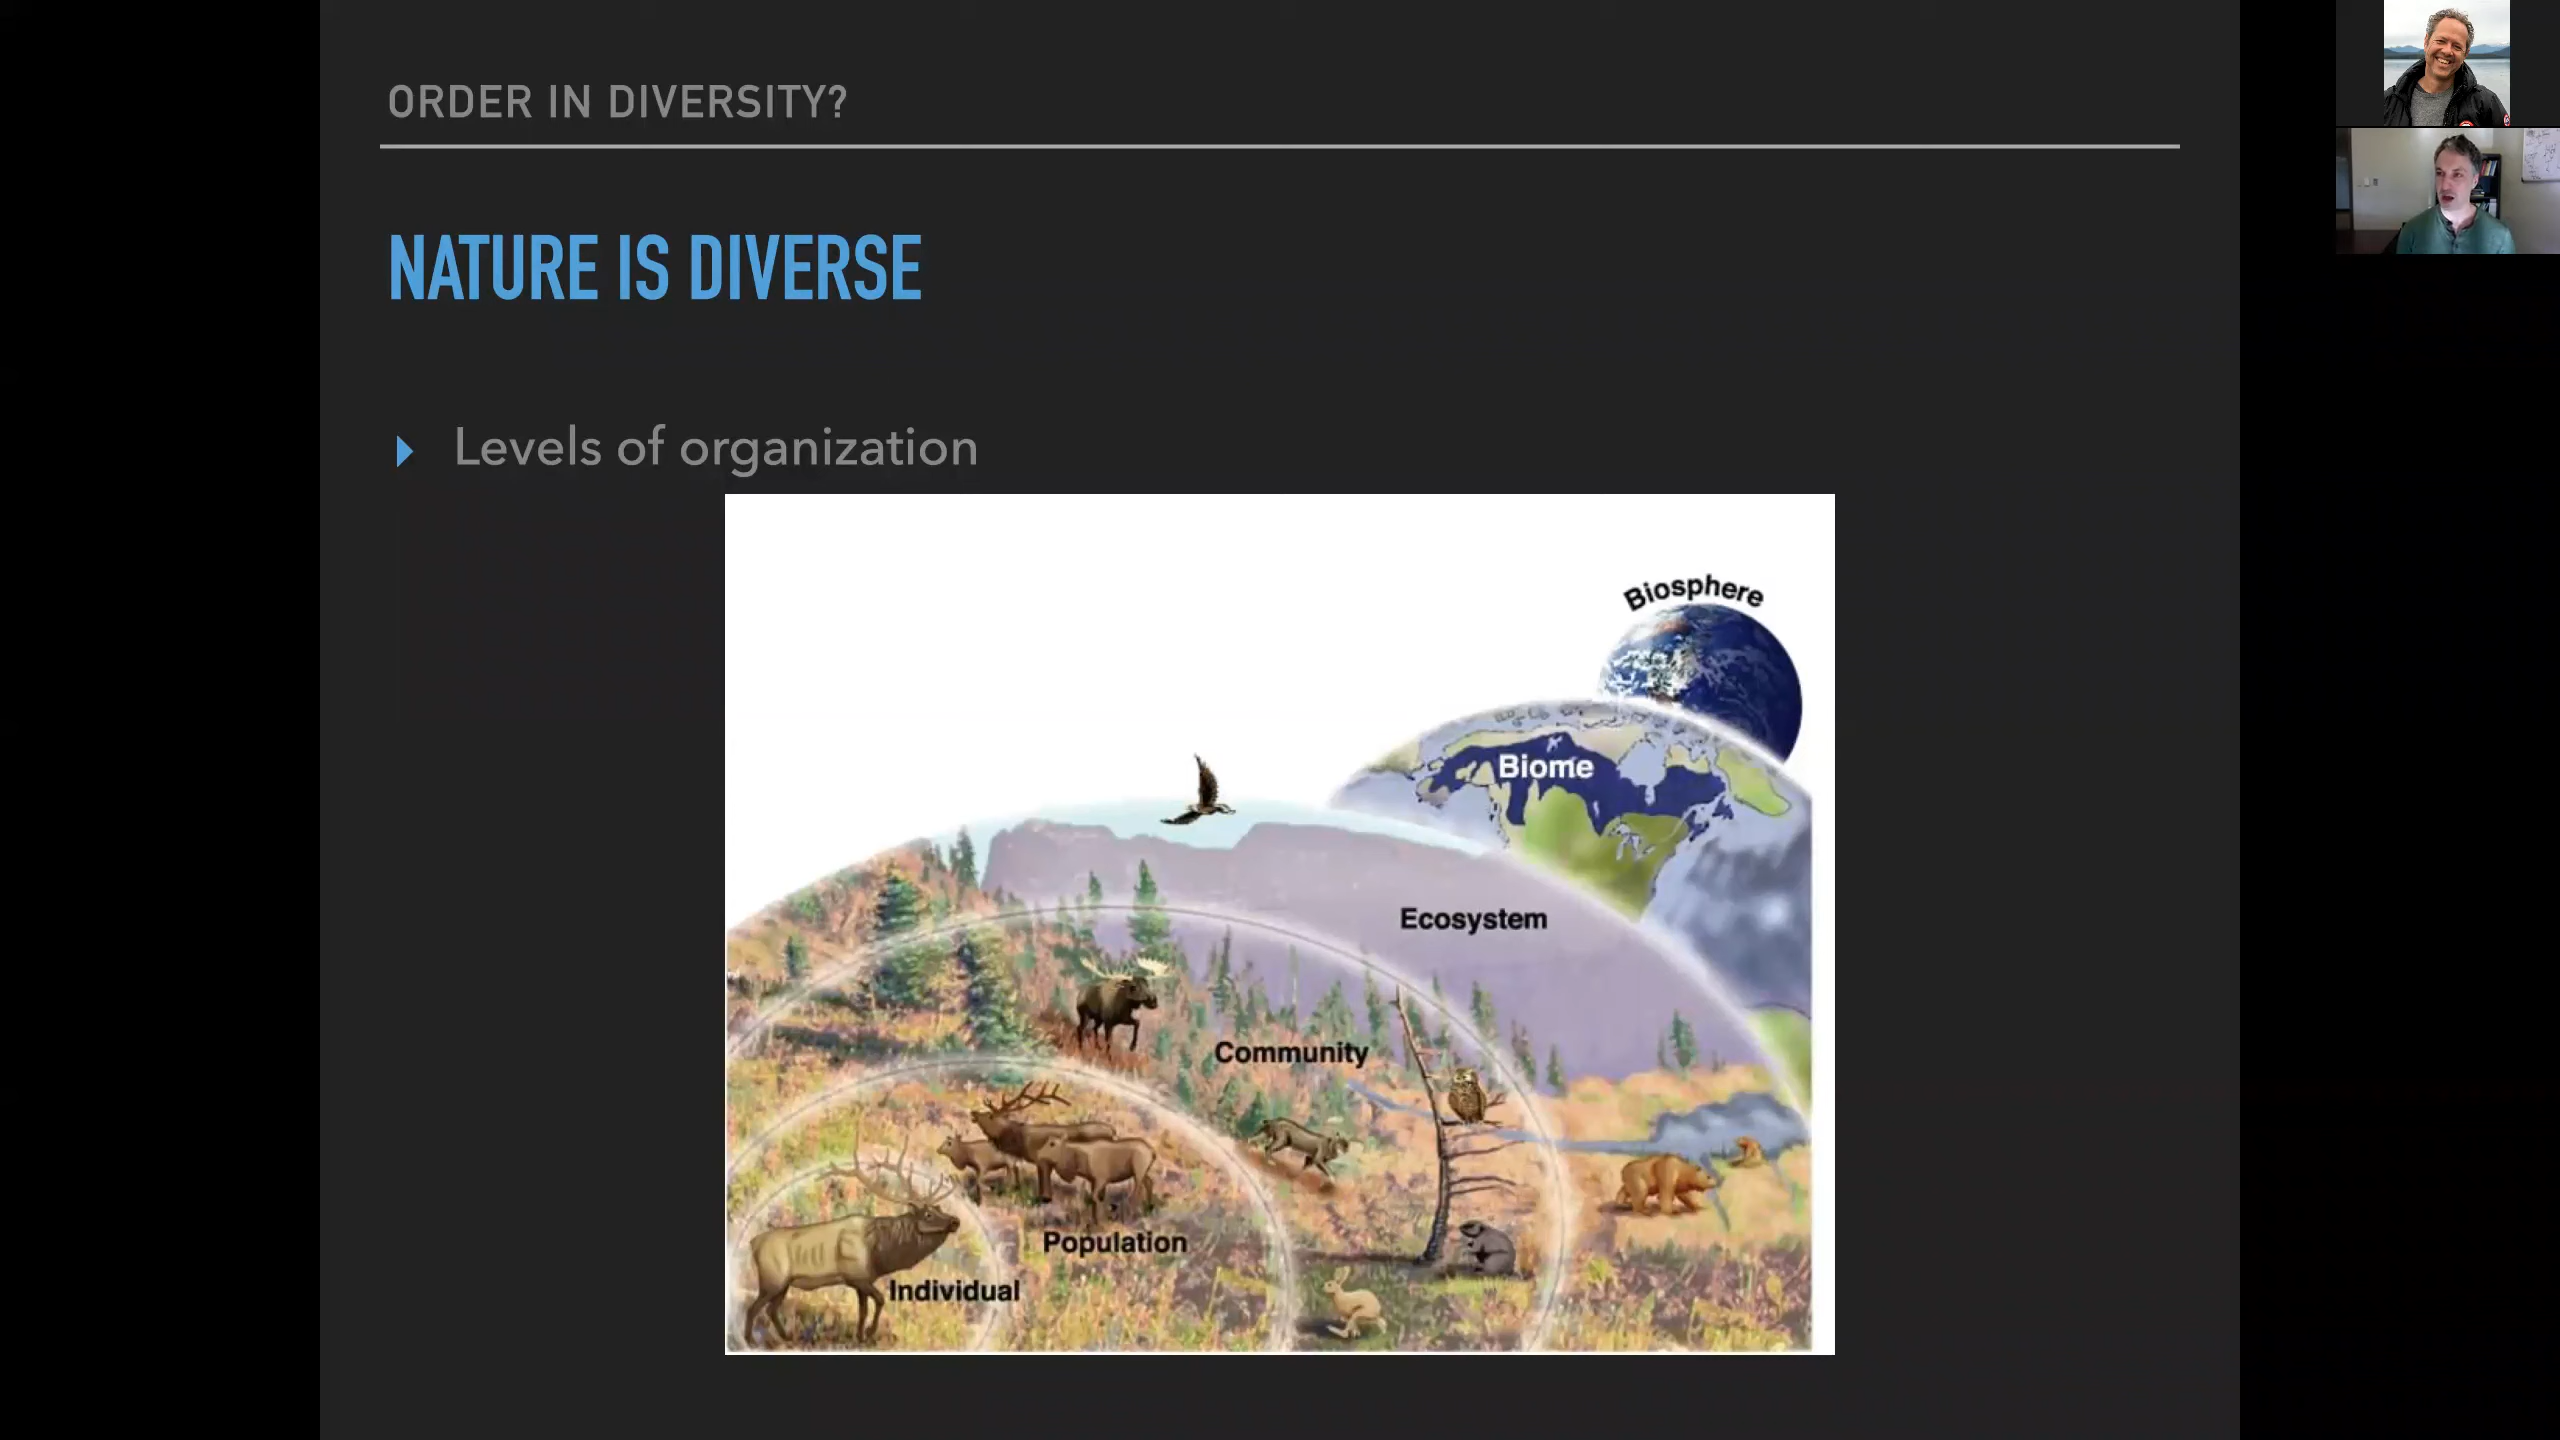 ORDER IN DIVERSITY?
NATURE IS DIVERSE
Levels of organization
Biosphere
Biome
Ecosystem
Community
Population
Individual